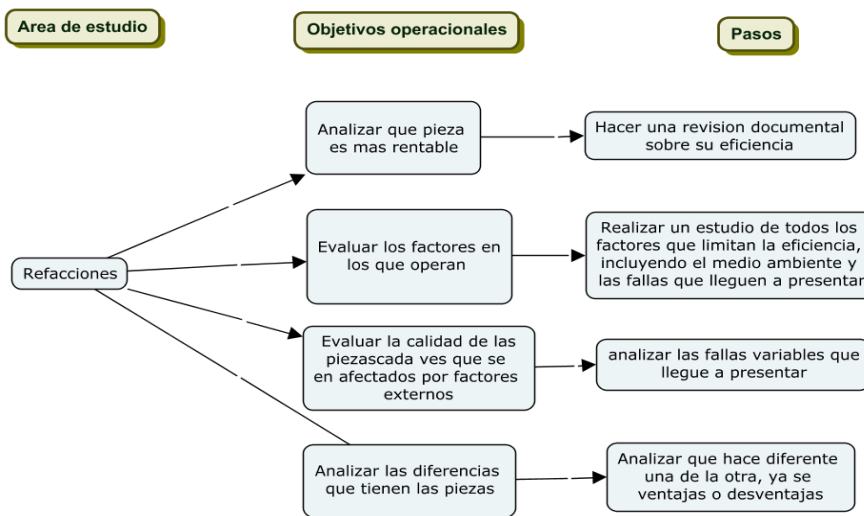 Area de estudio
Objetivos operacionales
Pasos
Analizar que pieza
es mas rentable
Hacer una revision documental
sobre su eficiencia
Refacciones
Evaluar los factores en
los que operan
Realizar un estudio de todos los
factores que limitan la eficiencia,
incluyendo el medio ambiente y
las fallas que lleguen a presentar
Evaluar la calidad de las
piezascada ves que se
en afectados por factores
externos
analizar las fallas variables que
llegue a presentar
Analizar las diferencias
que tienen las piezas
Analizar que hace diferente
una de la otra, ya se
ventajas o desventajas